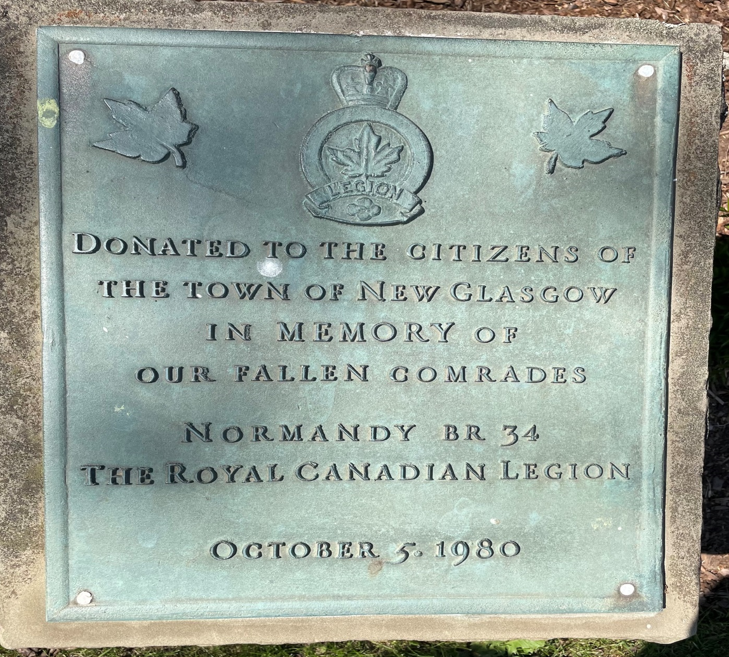 LEGION
DONATED TO THE CITIZENS OF
THE TOWN OF NEW GLASGOW
IN MEMORY OF
OUR FALLEN COMRADES
NORMANDY BR 34
THE ROYAL CANADIAN LEGION
OCTOBER 5. 1980